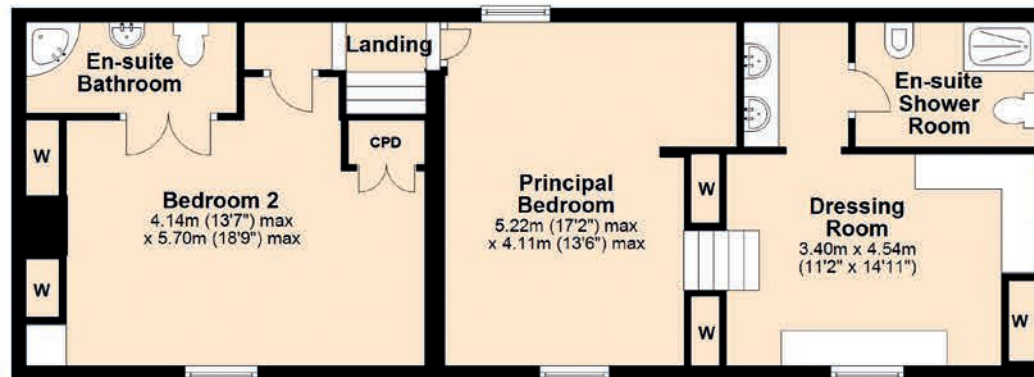 En-suite
Bathroom
Landing
En-suite
Shower
Room
W
CPD
Bedroom 2
4.14m (13'7") max
x 5.70m (18'9") max
W
Principal
Bedroom
5.22m (17'2") max
x 4.11m (13'6") max
W
W
Dressing
Room
3.40m x 4.54m
(11'2" x 14'11")
W